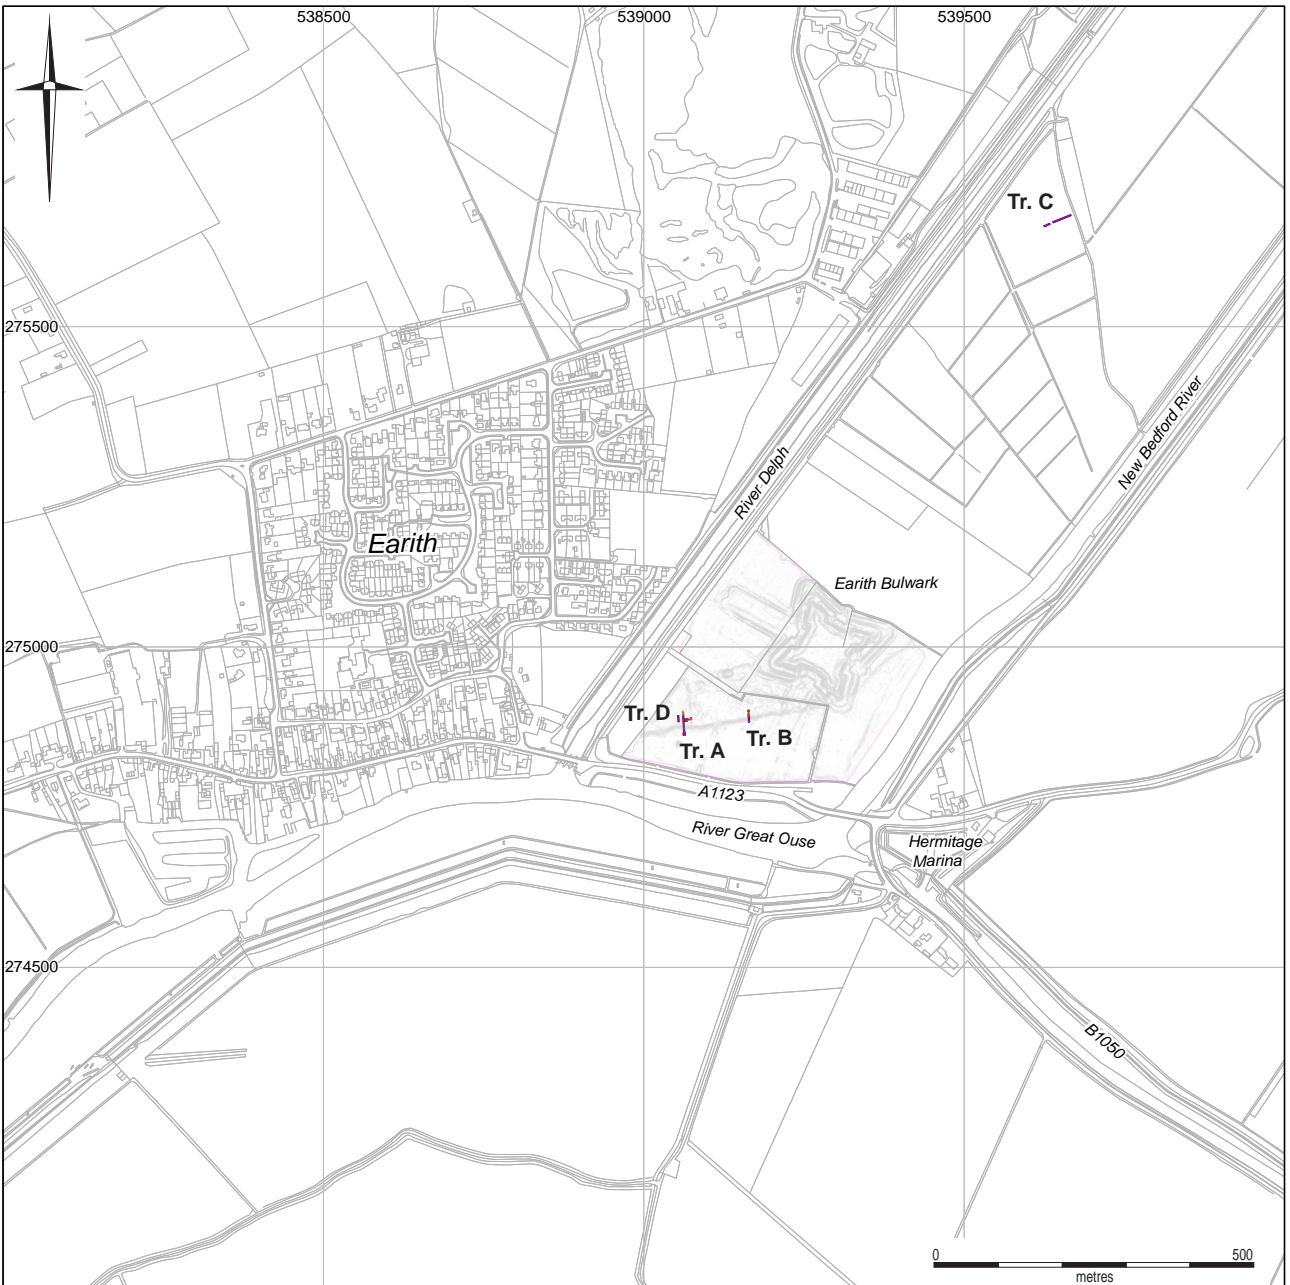 538500
539000
539500
Tr. C
275500
New Bedford River
River Delph
Earith
Earith Bulwark
275000
Tr. D
Tr. B
Tr. A
A1123
River Great Ouse
Hermitage
Marina
274500
B1050
0
500
metres